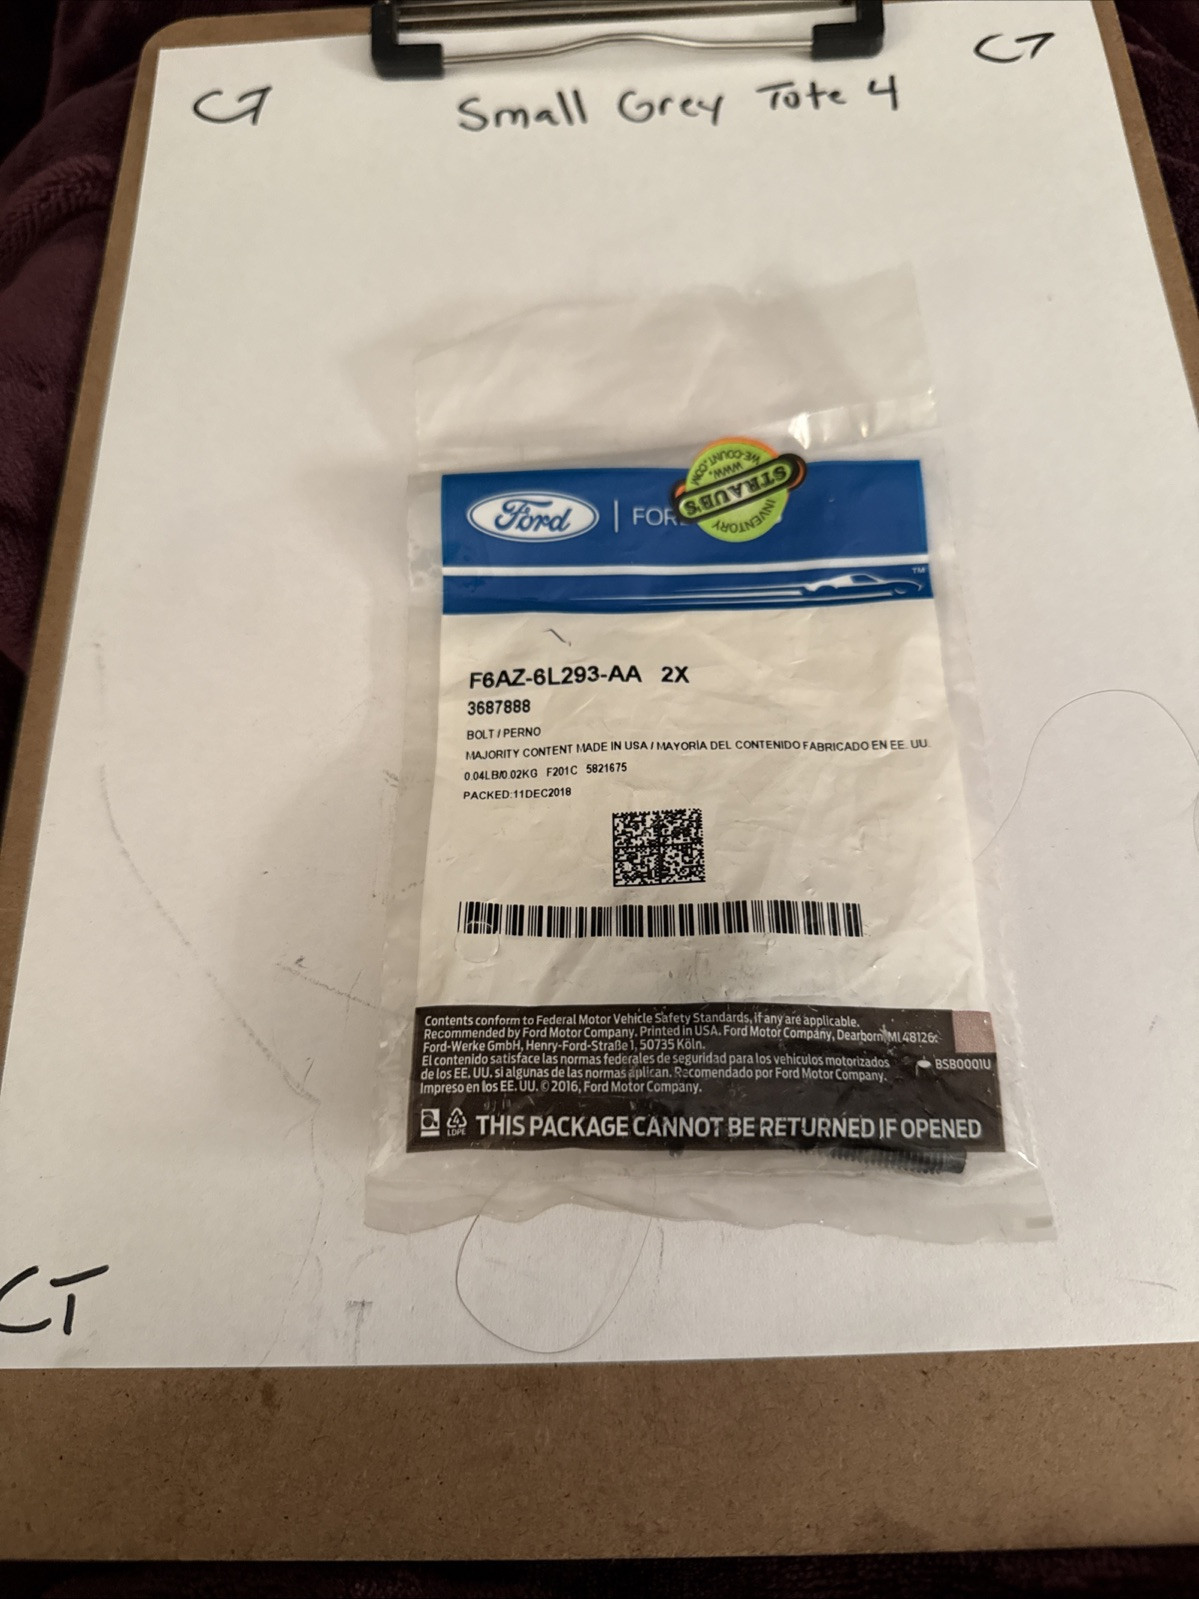 CT
Small Grey Tote 4
CT
Ford
FOR
WWW.
WE-COUNT.COM
STRAUB'S
INVENTORY
TM
F6AZ-6L293-AA 2X
3687888
BOLT / PERNO
MAJORITY CONTENT MADE IN USA / MAYORÍA DEL CONTENIDO FABRICADO EN EE. UU.
0.04LB/0.02KG F201C 5821675
PACKED:11DEC2018
Contents conform to Federal Motor Vehicle Safety Standards, if any are applicable.
Recommended by Ford Motor Company. Printed in USA. Ford Motor Company, Dearborn, MI 48126:
Ford-Werke GmbH, Henry-Ford-Straße 1, 50735 Köln.
El contenido satisface las normas federales de seguridad para los vehículos motorizados
de los EE. UU. si algunas de las normas aplican. Recomendado por Ford Motor Company.
Impreso en los EE. UU. © 2016, Ford Motor Company.
BSB0001U
4
LDPE
THIS PACKAGE CANNOT BE RETURNED IF OPENED
CT